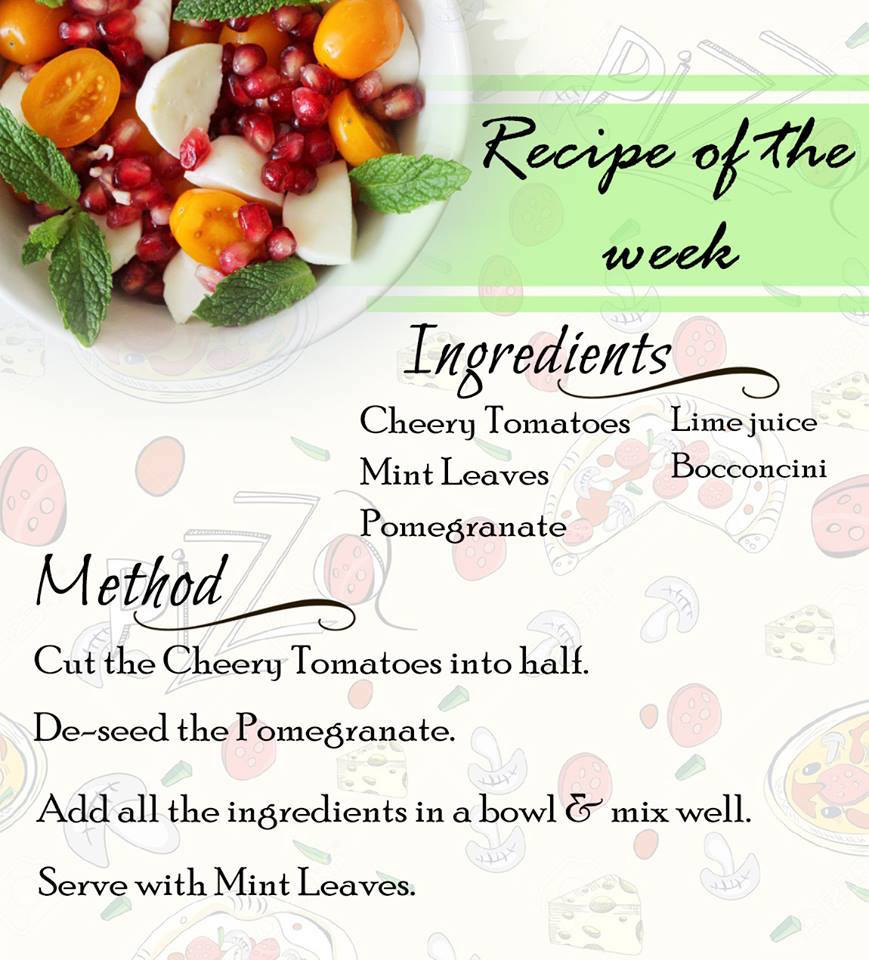 Recipe of the
week
Ingredients
Cheery Tomatoes
Mint Leaves
Pomegranate
Lime juice
Bocconcini
Method
Cut the Cheery Tomatoes into half.
De-seed the Pomegranate.
Add all the ingredients in a bowl & mix well.
Serve with Mint Leaves.